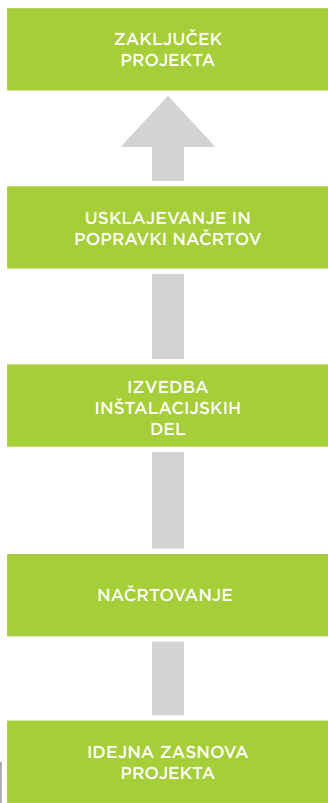 ZAKLJUČEK
PROJEKTA
USKLAJEVANJE IN
POPRAVKI NAČRTOV
IZVEDBA
INŠTALACIJSKIH
DEL
NAČRTOVANJE
IDEJNA ZASNOVA
PROJEKTA